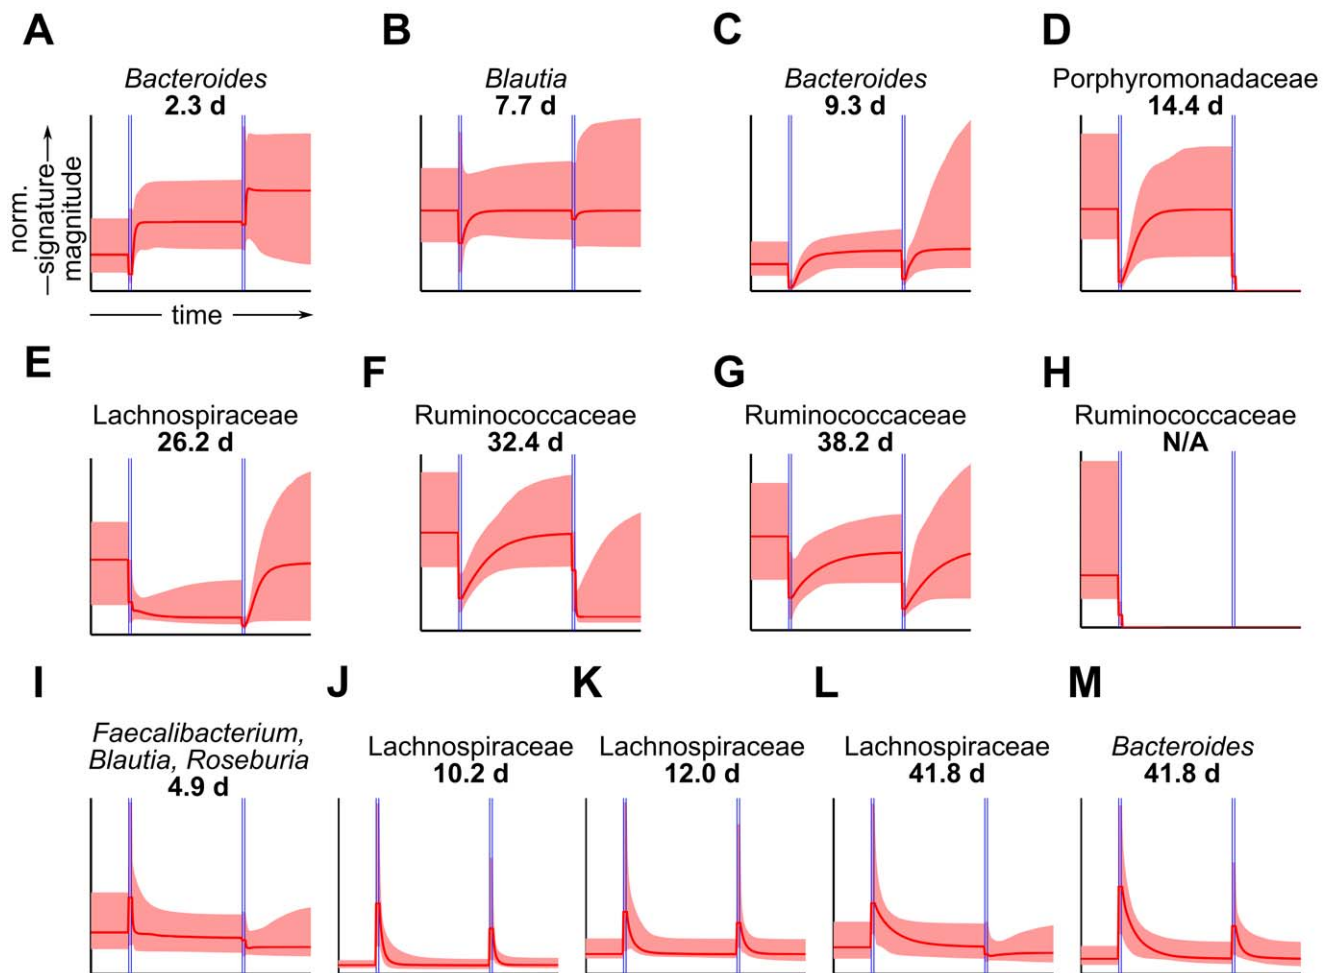 A
B
C
D
Bacteroides
2.3 d
Blautia
7.7 d
Bacteroides
9.3 d
Porphyromonadaceae
14.4 d
norm.
signature
magnitude
time
E
F
G
H
Lachnospiraceae
26.2 d
Ruminococcaceae
32.4 d
Ruminococcaceae
38.2 d
Ruminococcaceae
N/A
I
J
K
L
M
Faecalibacterium,
Blautia, Roseburia
4.9 d
Lachnospiraceae
10.2 d
Lachnospiraceae
12.0 d
Lachnospiraceae
41.8 d
Bacteroides
41.8 d